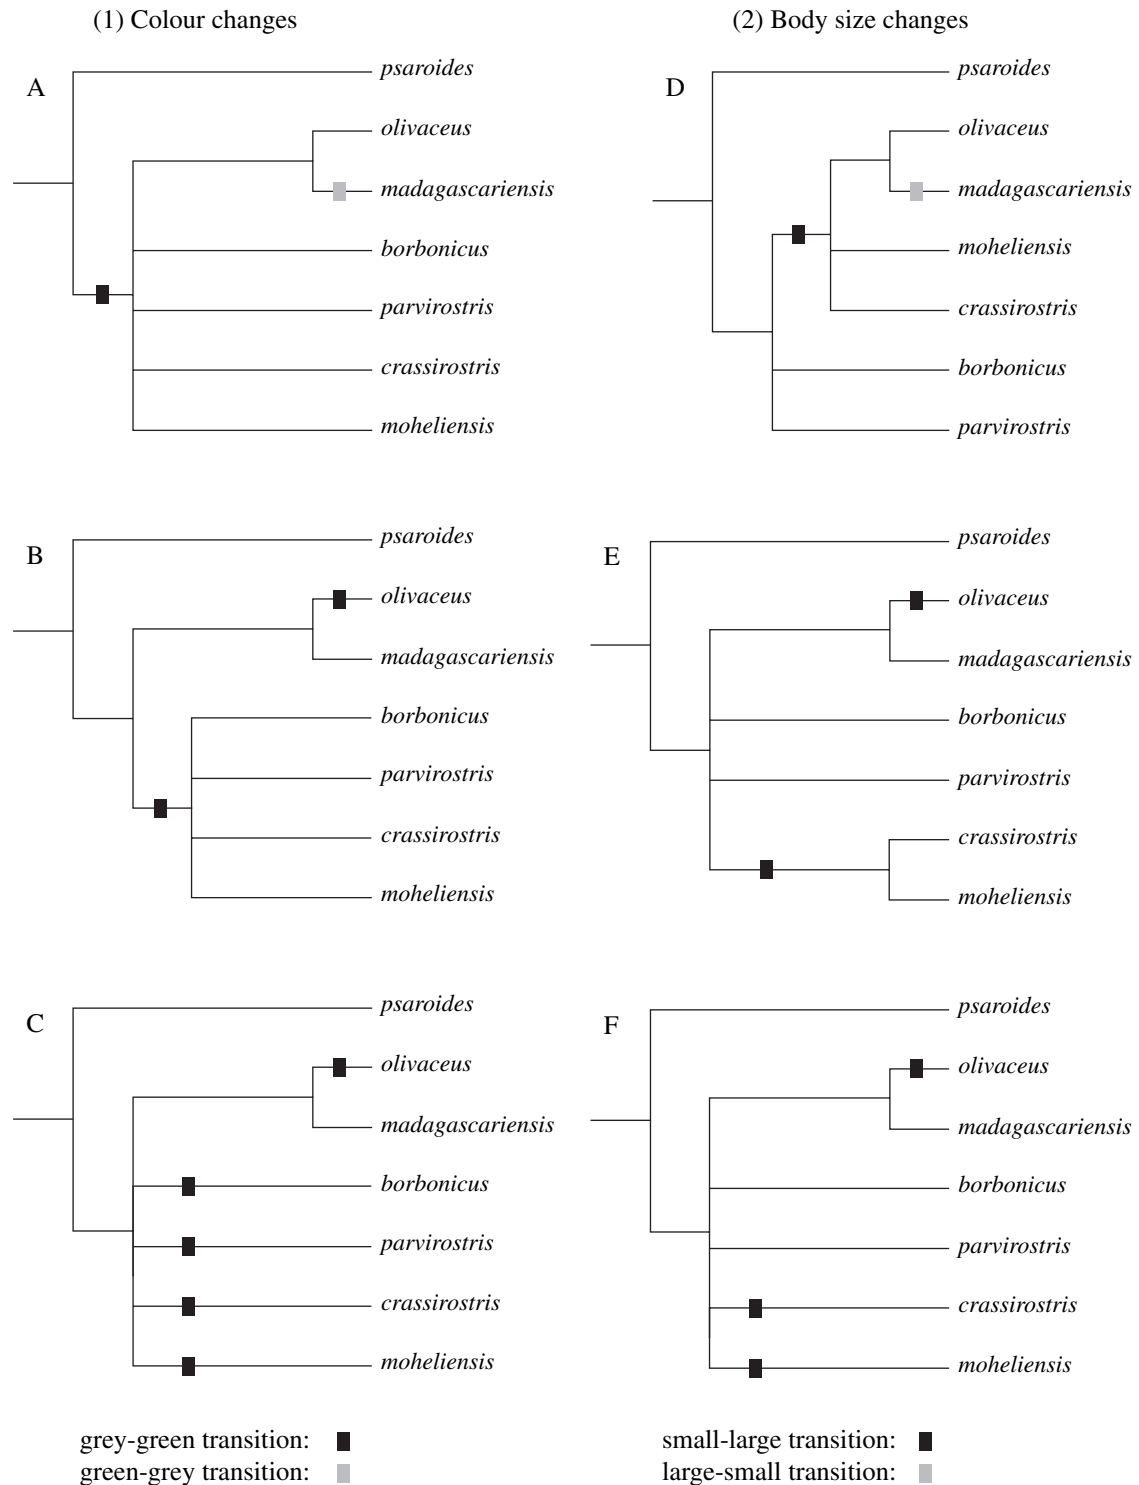 (1) Colour changes
(2) Body size changes
A
psaroides
olivaceus
madagascariensis
borbonicus
parvirostris
crassirostris
moheliensis
D
psaroides
olivaceus
madagascariensis
moheliensis
crassirostris
borbonicus
parvirostris
B
psaroides
olivaceus
madagascariensis
borbonicus
parvirostris
crassirostris
moheliensis
E
psaroides
olivaceus
madagascariensis
borbonicus
parvirostris
crassirostris
moheliensis
C
psaroides
olivaceus
madagascariensis
borbonicus
parvirostris
crassirostris
moheliensis
F
psaroides
olivaceus
madagascariensis
borbonicus
parvirostris
crassirostris
moheliensis
grey-green transition:
green-grey transition:
small-large transition:
large-small transition: